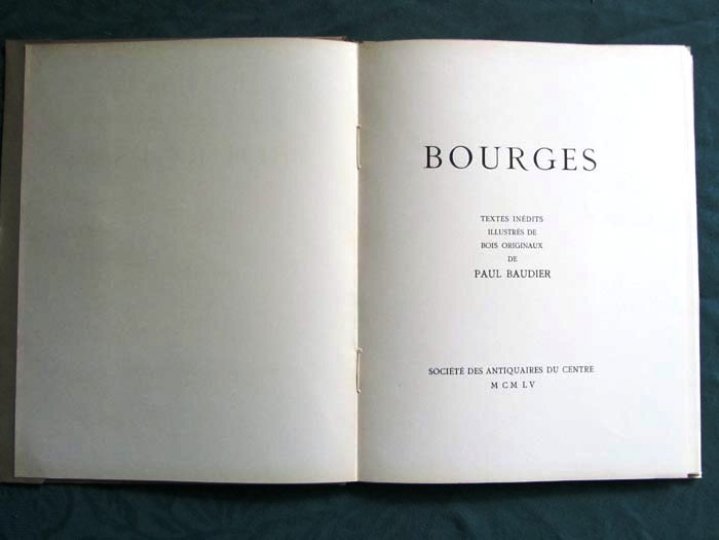 BOURGES
TEXTES INÉDITS
ILLUSTRÉS DE
BOIS ORIGINAUX
DE
PAUL BAUDIER
SOCIÉTÉ DES ANTIQUAIRES DU CENTRE
MCMLV